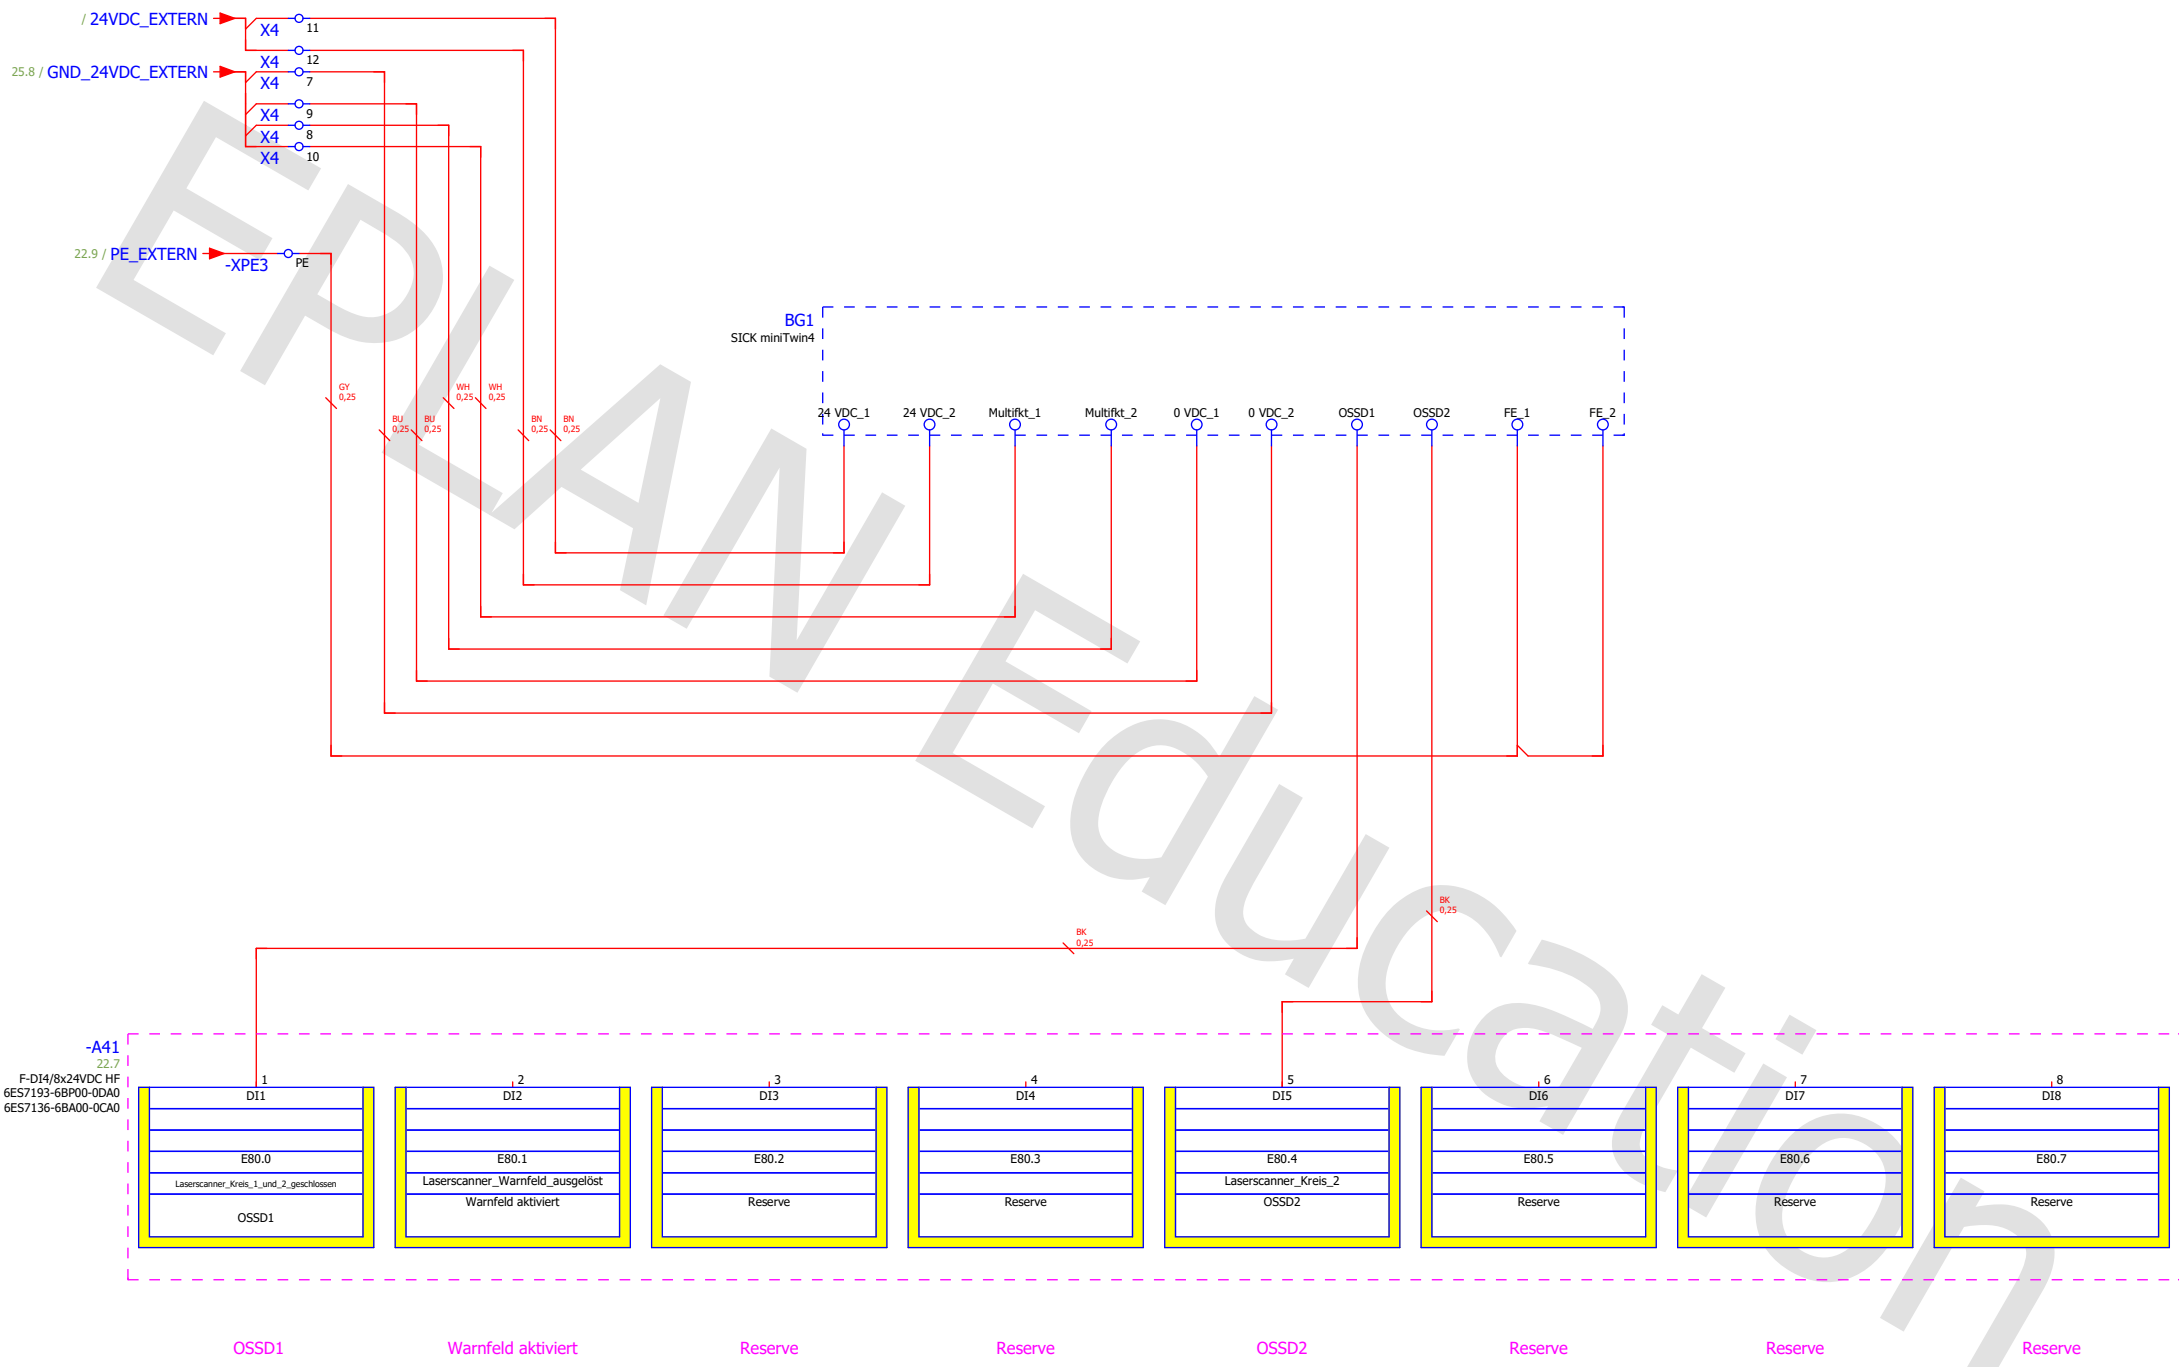 / 24VDC_EXTERN
X4 11
X4 12
25.8 / GND_24VDC_EXTERN
X4 7
X4 9
X4 8
X4 10
22.9 / PE_EXTERN
-XPE3 PE
BG1
SICK miniTwin4
GY
0,25
BU
0,25
BU
0,25
WH
0,25
WH
0,25
BN
0,25
BN
0,25
24 VDC_1 24 VDC_2 Multifkt_1 Multifkt_2 0 VDC_1 0 VDC_2 OSSD1 OSSD2 FE_1 FE_2
BK
0,25
BK
0,25
-A41
22.7
F-DI4/8x24VDC HF
6ES7193-6BP00-0DA0
6ES7136-6BA00-0CA0
1 2 3 4 5 6 7 8
DI1 DI2 DI3 DI4 DI5 DI6 DI7 DI8
E80.0 E80.1 E80.2 E80.3 E80.4 E80.5 E80.6 E80.7
Laserscanner_Kreis_1_und_2_geschlossen Laserscanner_Warnfeld_ausgelöst Laserscanner_Kreis_2
OSSD1 Warnfeld aktiviert Reserve Reserve OSSD2 Reserve Reserve Reserve
OSSD1 Warnfeld aktiviert Reserve Reserve OSSD2 Reserve Reserve Reserve
EPLAN Education